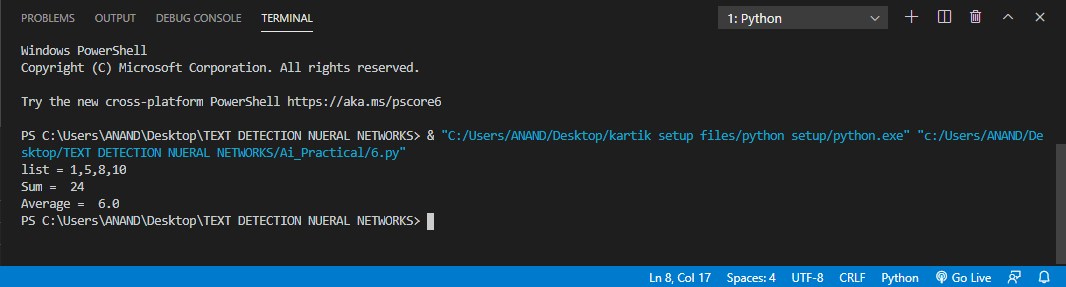 PROBLEMS OUTPUT DEBUG CONSOLE TERMINAL 1: Python
Windows PowerShell
Copyright (C) Microsoft Corporation. All rights reserved.
Try the new cross-platform PowerShell https://aka.ms/pscore6
PS C:\Users\ANAND\Desktop\TEXT DETECTION NUERAL NETWORKS> & "C:/Users/ANAND/Desktop/kartik setup files/python setup/python.exe" "c:/Users/ANAND/De
sktop/TEXT DETECTION NUERAL NETWORKS/Ai_Practical/6.py"
list = 1,5,8,10
Sum =  24
Average =  6.0
PS C:\Users\ANAND\Desktop\TEXT DETECTION NUERAL NETWORKS>
Ln 8, Col 17 Spaces: 4 UTF-8 CRLF Python Go Live